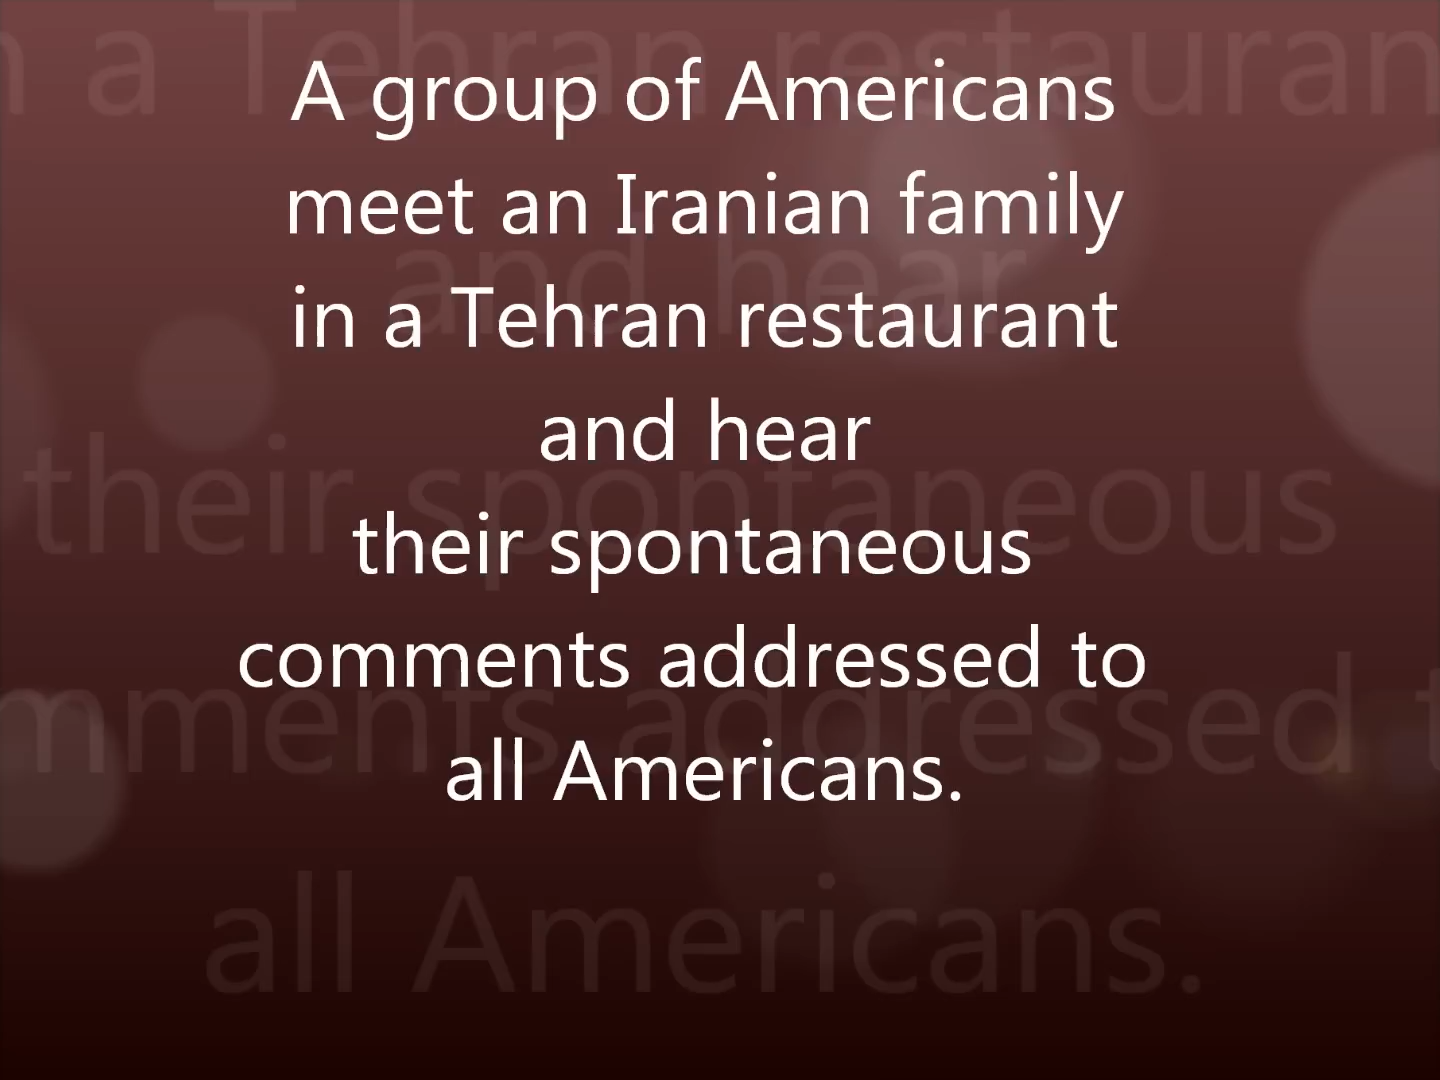 A group of Americans
meet an Iranian family
in a Tehran restaurant
and hear
their spontaneous
comments addressed to
all Americans.